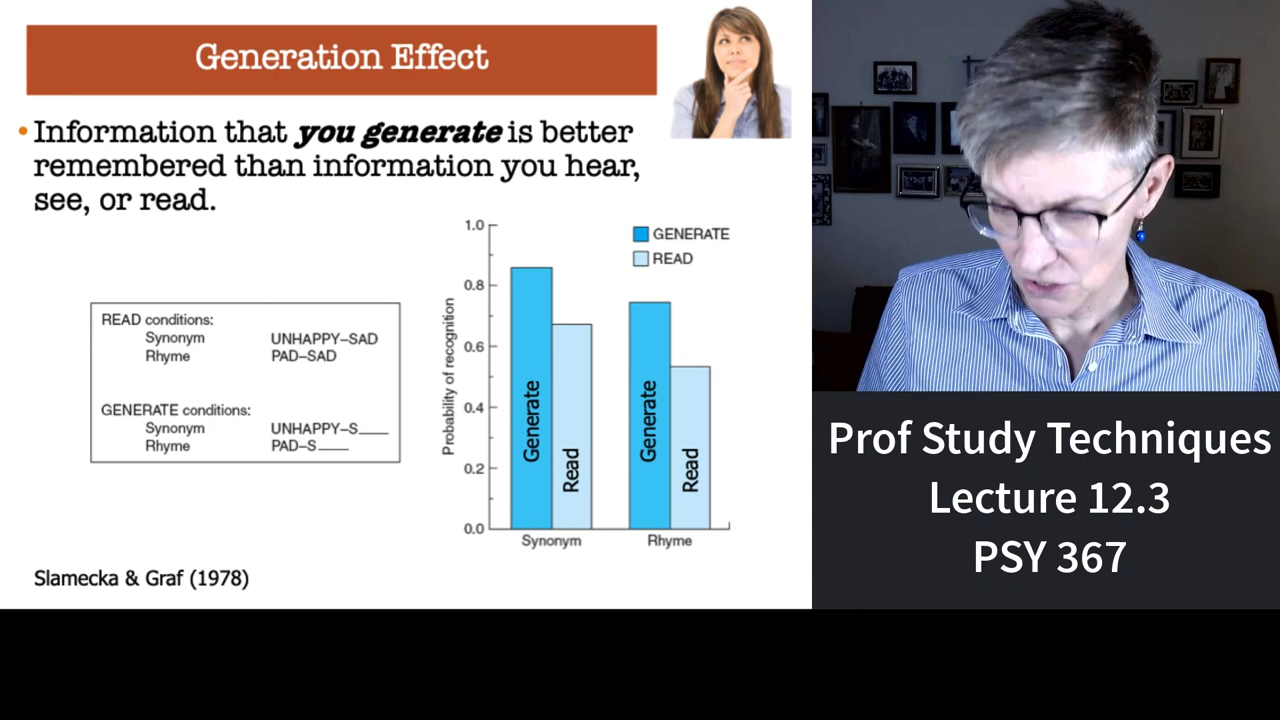 Generation Effect
• Information that you generate is better
remembered than information you hear,
see, or read.
READ conditions:
Synonym UNHAPPY–SAD
Rhyme PAD–SAD
GENERATE conditions:
Synonym UNHAPPY–S____
Rhyme PAD–S____
Probability of recognition
1.0
0.8
0.6
0.4
0.2
0.0
GENERATE
READ
Generate
Read
Generate
Read
Synonym
Rhyme
Slamecka & Graf (1978)
Prof Study Techniques
Lecture 12.3
PSY 367